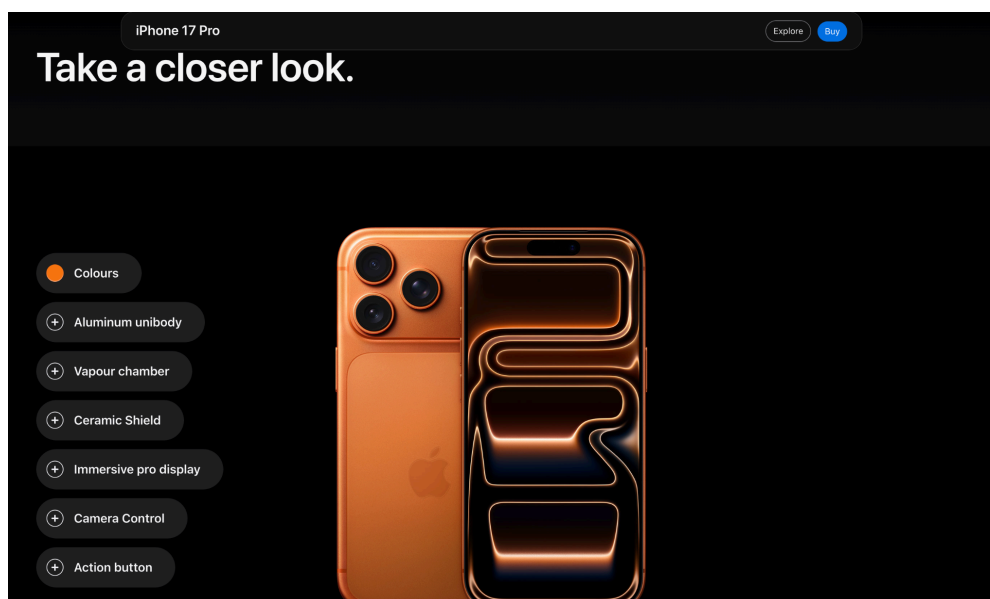 iPhone 17 Pro
Explore
Buy
Take a closer look.
Colours
Aluminum unibody
Vapour chamber
Ceramic Shield
Immersive pro display
Camera Control
Action button